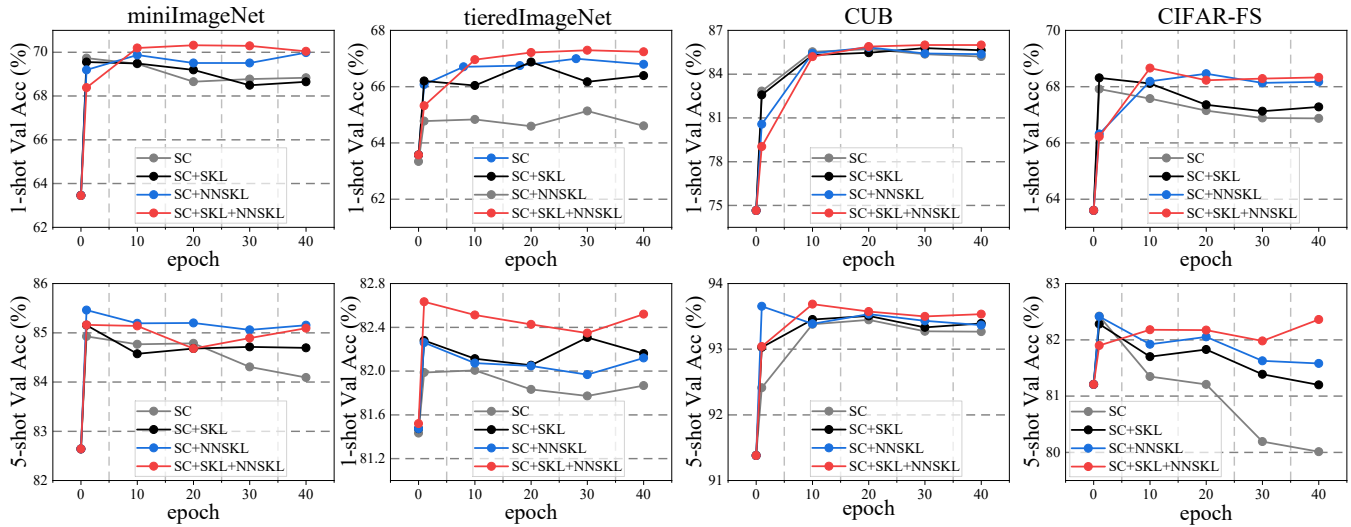 miniImageNet
1-shot Val Acc (%)
70
68
66
64
62
SC
SC+SKL
SC+NNSKL
SC+SKL+NNSKL
0 10 20 30 40
epoch
tieredImageNet
1-shot Val Acc (%)
68
66
64
62
SC
SC+SKL
SC+NNSKL
SC+SKL+NNSKL
0 10 20 30 40
epoch
CUB
1-shot Val Acc (%)
87
84
81
78
75
SC
SC+SKL
SC+NNSKL
SC+SKL+NNSKL
0 10 20 30 40
epoch
CIFAR-FS
1-shot Val Acc (%)
70
68
66
64
SC
SC+SKL
SC+NNSKL
SC+SKL+NNSKL
0 10 20 30 40
epoch
5-shot Val Acc (%)
86
85
84
83
82
SC
SC+SKL
SC+NNSKL
SC+SKL+NNSKL
0 10 20 30 40
epoch
1-shot Val Acc (%)
82.8
82.4
82.0
81.6
81.2
SC
SC+SKL
SC+NNSKL
SC+SKL+NNSKL
0 10 20 30 40
epoch
5-shot Val Acc (%)
94
93
92
91
SC
SC+SKL
SC+NNSKL
SC+SKL+NNSKL
0 10 20 30 40
epoch
5-shot Val Acc (%)
83
82
81
80
SC
SC+SKL
SC+NNSKL
SC+SKL+NNSKL
0 10 20 30 40
epoch